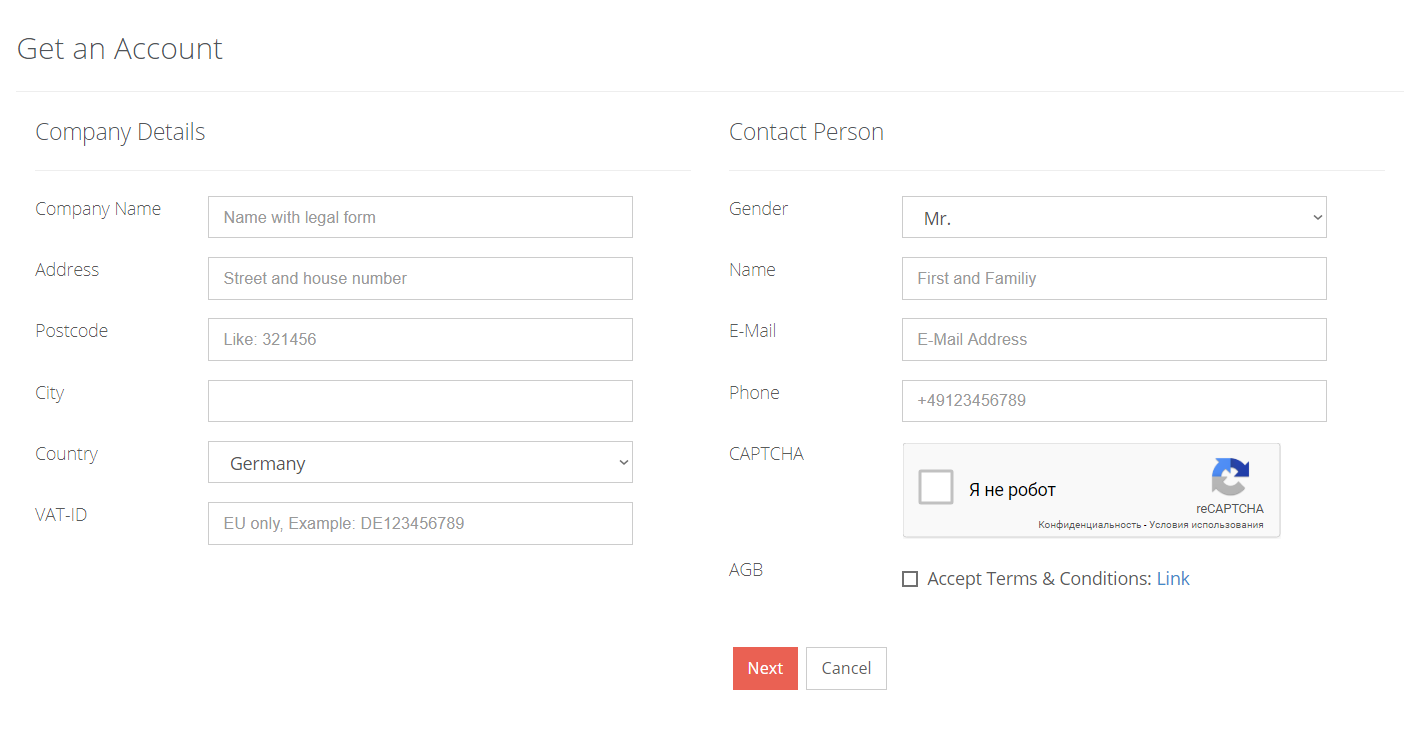 Get an Account
Company Details
Company Name
Name with legal form
Address
Street and house number
Postcode
Like: 321456
City
Country
Germany
VAT-ID
EU only, Example: DE123456789
Contact Person
Gender
Mr.
Name
First and Familiy
E-Mail
E-Mail Address
Phone
+49123456789
CAPTCHA
Я не робот
reCAPTCHA
Конфиденциальность - Условия использования
AGB
Accept Terms & Conditions: Link
Next
Cancel